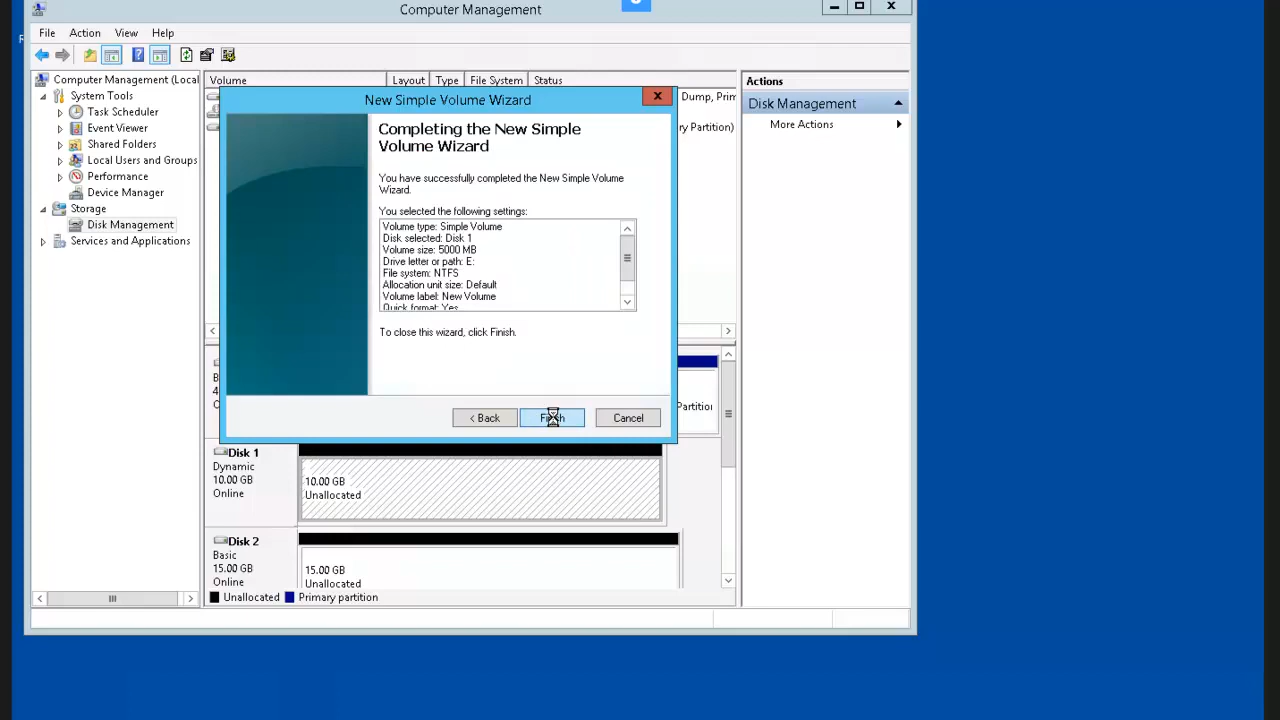 Computer Management
File Action View Help
Computer Management (Local
System Tools
Task Scheduler
Event Viewer
Shared Folders
Local Users and Groups
Performance
Device Manager
Storage
Disk Management
Services and Applications
Volume Layout Type File System Status
Dump, Prim
ry Partition)
New Simple Volume Wizard
Completing the New Simple
Volume Wizard
You have successfully completed the New Simple Volume
Wizard.
You selected the following settings:
Volume type: Simple Volume
Disk selected: Disk 1
Volume size: 5000 MB
Drive letter or path: E:
File system: NTFS
Allocation unit size: Default
Volume label: New Volume
Quick format: Yes
To close this wizard, click Finish.
< Back Finish Cancel
B
4
O
Partition
Disk 1
Dynamic
10.00 GB
Online
10.00 GB
Unallocated
Disk 2
Basic
15.00 GB
Online
15.00 GB
Unallocated
Unallocated Primary partition
Actions
Disk Management
More Actions